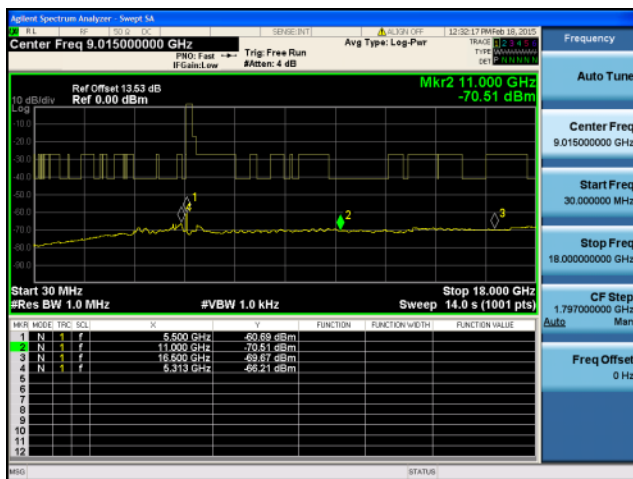 Agilent Spectrum Analyzer - Swept SA
RL RF 50 Ω DC SENSE:INT ALIGN OFF 12:32:17 PM Feb 18, 2015
Center Freq 9.015000000 GHz
PNO: Fast
IFGain:Low
Trig: Free Run
#Atten: 4 dB
Avg Type: Log-Pwr
TRACE 1 2 3 4 5 6
TYPE
DET P N N N N N
Mkr2 11.000 GHz
-70.51 dBm
Ref Offset 13.53 dB
10 dB/div Ref 0.00 dBm
Log
-10.0
-20.0
-30.0
-40.0
-50.0
-60.0
-70.0
-80.0
-90.0
1
4
2
3
Start 30 MHz Stop 18.000 GHz
#Res BW 1.0 MHz #VBW 1.0 kHz Sweep 14.0 s (1001 pts)
MKR MODE TRC SCL X Y FUNCTION FUNCTION WIDTH FUNCTION VALUE
1 N 1 f 5.500 GHz -60.69 dBm
2 N 1 f 11.000 GHz -70.51 dBm
3 N 1 f 16.500 GHz -69.67 dBm
4 N 1 f 5.313 GHz -66.21 dBm
5
6
7
8
9
10
11
12
MSG STATUS
Frequency
Auto Tune
Center Freq
9.015000000 GHz
Start Freq
30.000000 MHz
Stop Freq
18.000000000 GHz
CF Step
1.797000000 GHz
Auto Man
Freq Offset
0 Hz